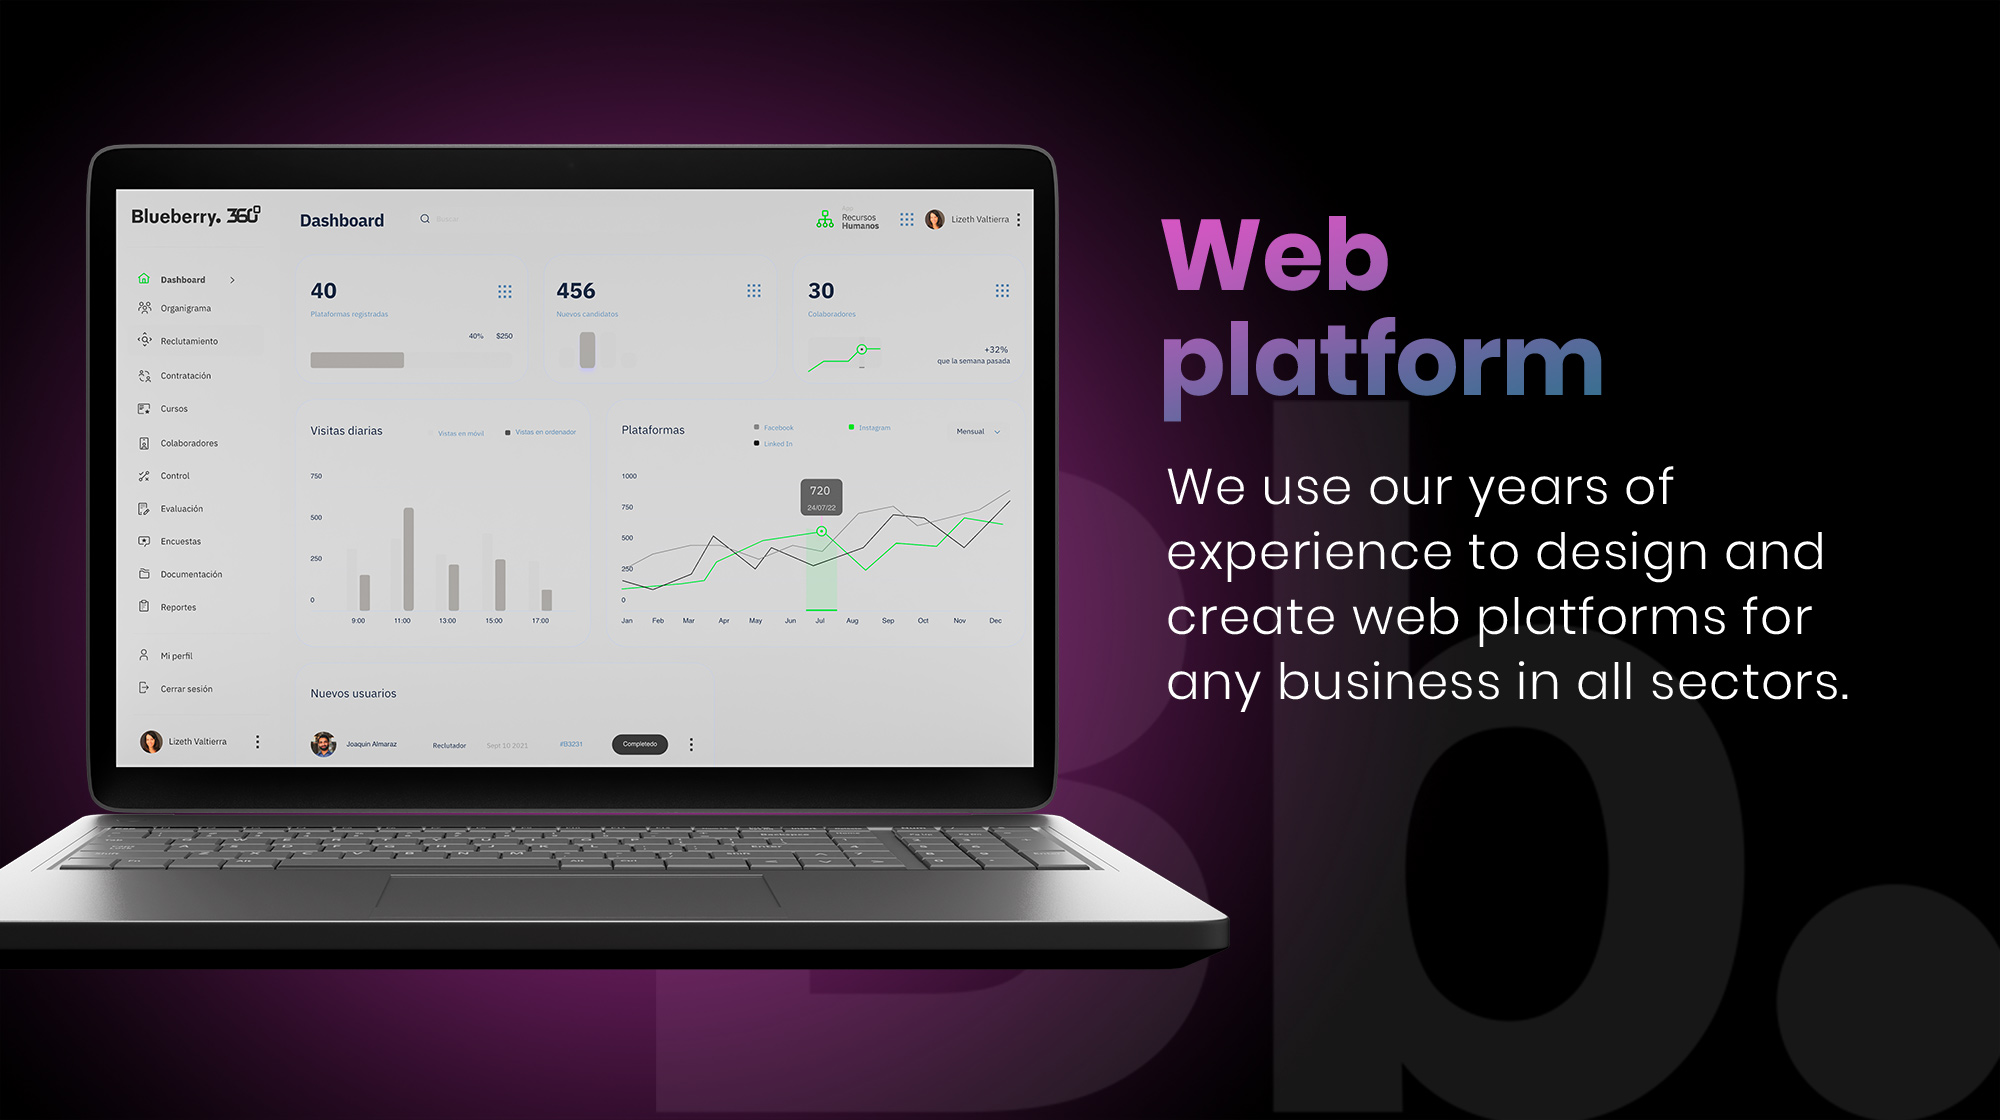 Blueberry. 360°
Dashboard
Buscar
App
Recursos
Humanos
Lizeth Valtierra
Dashboard
Organigrama
Reclutamiento
Contratación
Cursos
Colaboradores
Control
Evaluación
Encuestas
Documentación
Reportes
Mi perfil
Cerrar sesión
Lizeth Valtierra
40
Plataformas registradas
40% $250
456
Nuevos candidatos
30
Colaboradores
+32%
que la semana pasada
Visitas diarias
Vistas en móvil Vistas en ordenador
750
500
250
0
9:00 11:00 13:00 15:00 17:00
Plataformas
Facebook Instagram
Linked In
Mensual
1000
750
500
250
0
720
24/07/22
Jan Feb Mar Apr May Jun Jul Aug Sep Oct Nov Dec
Nuevos usuarios
Joaquin Almaraz Reclutador Sept 10 2021 #B3231 Completedo
Web
platform
We use our years of
experience to design and
create web platforms for
any business in all sectors.
Bb.